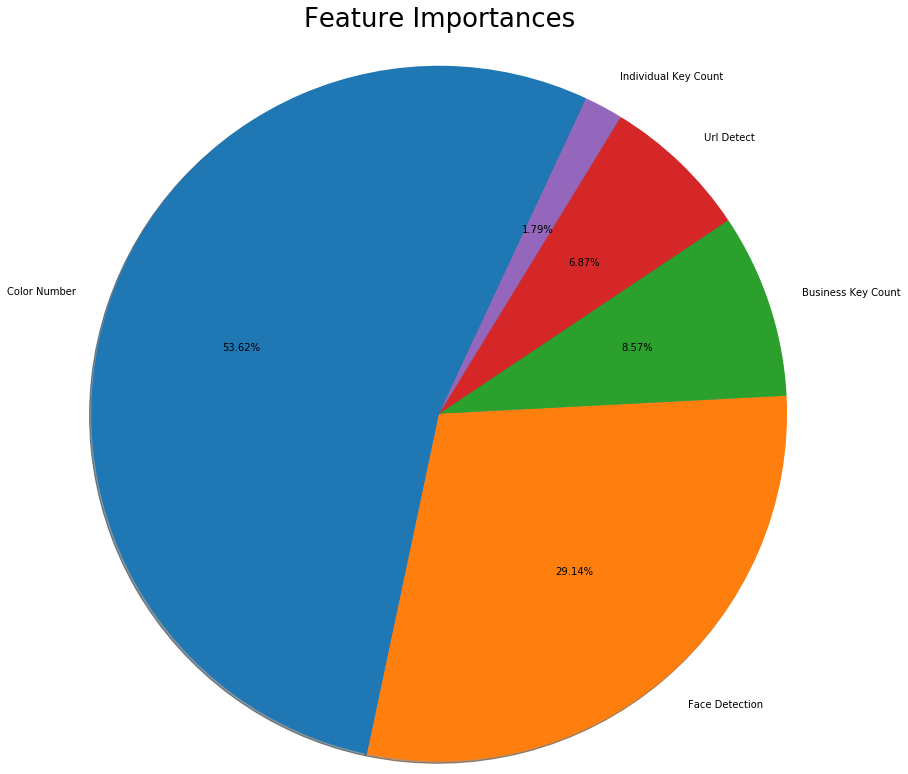 Feature Importances
Individual Key Count
Url Detect
1.79%
6.87%
Color Number
Business Key Count
53.62%
8.57%
29.14%
Face Detection